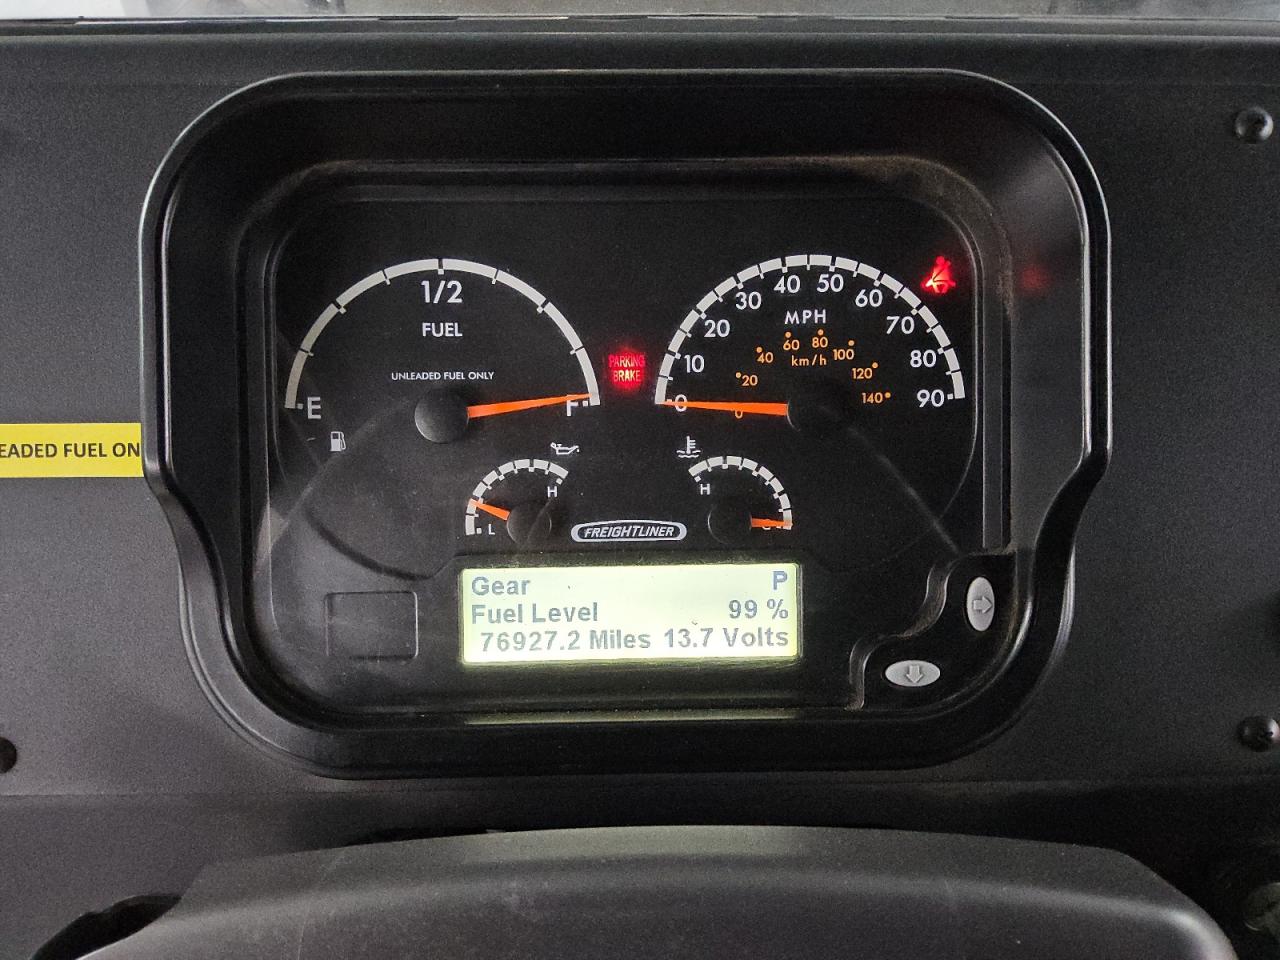 1/2
FUEL
UNLEADED FUEL ONLY
E
F
PARKING
BRAKE
0
10
20
30
40
50
60
70
80
90
MPH
km/h
0
20
40
60
80
100
120
140
EADED FUEL ON
L
H
H
C
FREIGHTLINER
Gear P
Fuel Level 99 %
76927.2 Miles 13.7 Volts